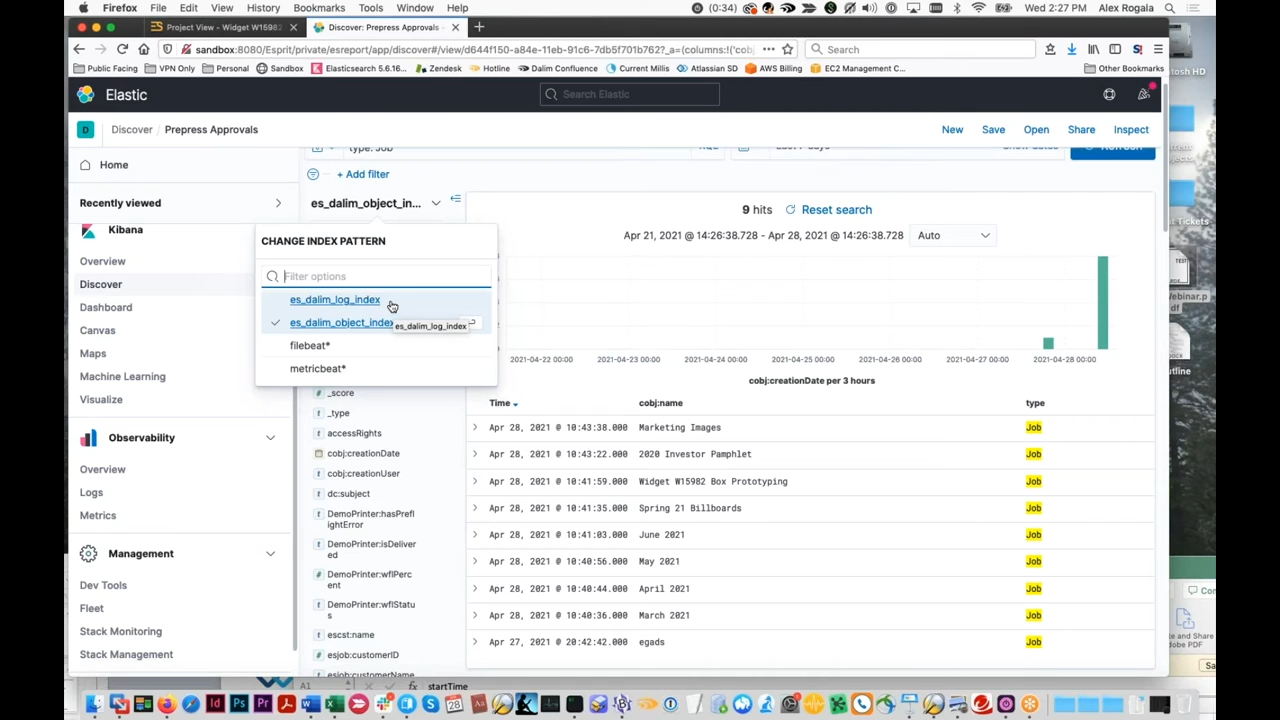 Firefox File Edit View History Bookmarks Tools Window Help (0:34) Wed 2:27 PM Alex Rogala
Project View - Widget W15982 Discover: Prepress Approvals -
sandbox:8080/Esprit/private/esreport/app/discover#/view/d644f150-a84e-11eb-91c6-7db5f701b762?_a=(columns:!('cobj Search
Public Facing VPN Only Personal Sandbox Elasticsearch 5.6.16... Zendesk Hotline Dalim Confluence Current Millis Atlassian SD AWS Billing EC2 Management C... Other Bookmarks
Elastic Search Elastic
D Discover / Prepress Approvals New Save Open Share Inspect
Home type: Job KQL Last 7 days Show dates Refresh
+ Add filter
Recently viewed es_dalim_object_in... 9 hits Reset search
Kibana CHANGE INDEX PATTERN Apr 21, 2021 @ 14:26:38.728 - Apr 28, 2021 @ 14:26:38.728 Auto
Overview Filter options
Discover es_dalim_log_index
Dashboard es_dalim_object_index es_dalim_log_index
Canvas filebeat*
Maps metricbeat* 2021-04-22 00:00 2021-04-23 00:00 2021-04-24 00:00 2021-04-25 00:00 2021-04-26 00:00 2021-04-27 00:00 2021-04-28 00:00
Machine Learning cobj:creationDate per 3 hours
Visualize _score Time cobj:name type
_type Apr 28, 2021 @ 10:43:38.000 Marketing Images Job
Observability accessRights
cobj:creationDate Apr 28, 2021 @ 10:43:22.000 2020 Investor Pamphlet Job
Overview cobj:creationUser Apr 28, 2021 @ 10:41:59.000 Widget W15982 Box Prototyping Job
Logs dc:subject
Metrics DemoPrinter:hasPrefl Apr 28, 2021 @ 10:41:35.000 Spring 21 Billboards Job
ightError
Management DemoPrinter:isDeliver Apr 28, 2021 @ 10:41:03.000 June 2021 Job
ed
DemoPrinter:wflPerc Apr 28, 2021 @ 10:40:56.000 May 2021 Job
Dev Tools ent Apr 28, 2021 @ 10:40:44.000 April 2021 Job
Fleet DemoPrinter:wflStatu
s Apr 28, 2021 @ 10:40:36.000 March 2021 Job
Stack Monitoring escst:name
Stack Management esjob:customerID Apr 27, 2021 @ 20:42:42.000 egads Job
esjob:customerName
A1 startTime